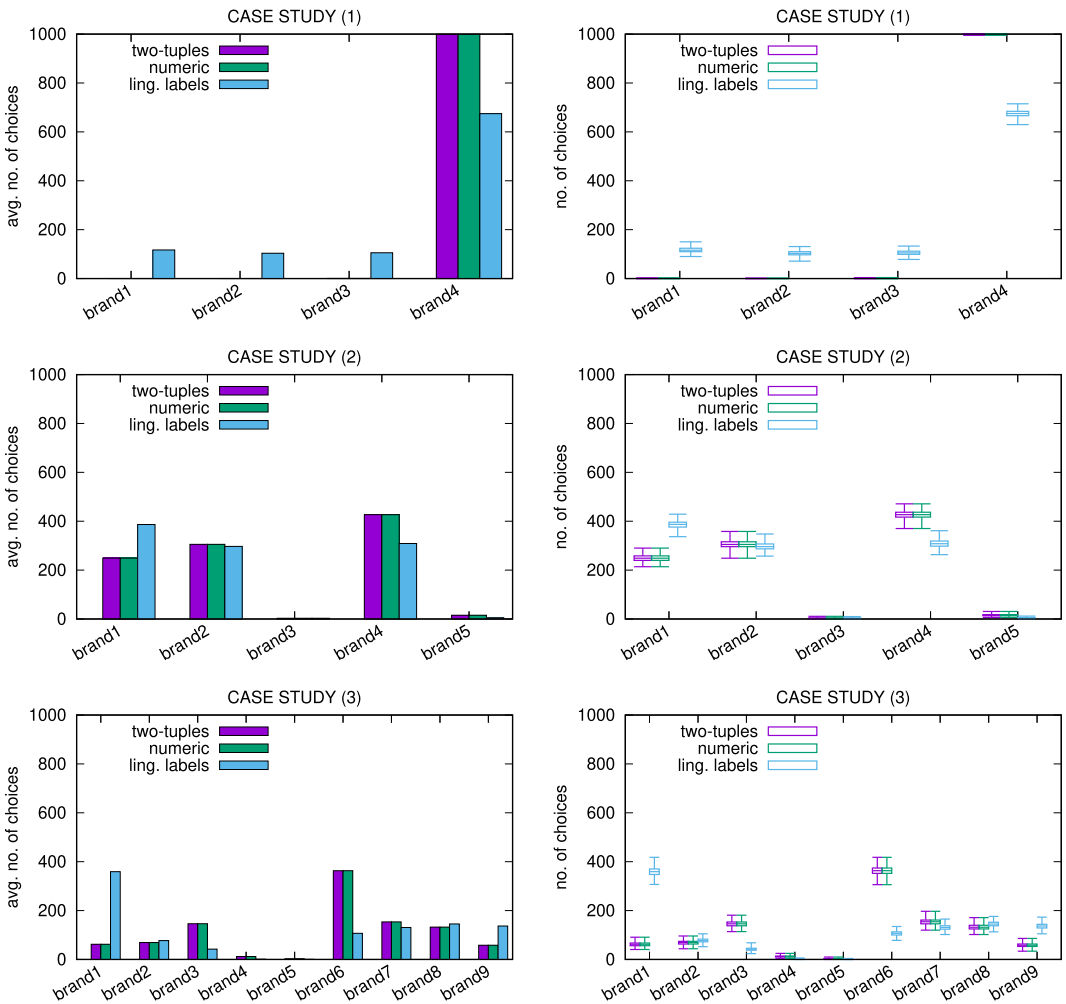 CASE STUDY (1)
avg. no. of choices
1000
800
600
400
200
0
two-tuples
numeric
ling. labels
brand1
brand2
brand3
brand4
CASE STUDY (1)
no. of choices
1000
800
600
400
200
0
two-tuples
numeric
ling. labels
brand1
brand2
brand3
brand4
CASE STUDY (2)
avg. no. of choices
1000
800
600
400
200
0
two-tuples
numeric
ling. labels
brand1
brand2
brand3
brand4
brand5
CASE STUDY (2)
no. of choices
1000
800
600
400
200
0
two-tuples
numeric
ling. labels
brand1
brand2
brand3
brand4
brand5
CASE STUDY (3)
avg. no. of choices
1000
800
600
400
200
0
two-tuples
numeric
ling. labels
brand1
brand2
brand3
brand4
brand5
brand6
brand7
brand8
brand9
CASE STUDY (3)
no. of choices
1000
800
600
400
200
0
two-tuples
numeric
ling. labels
brand1
brand2
brand3
brand4
brand5
brand6
brand7
brand8
brand9